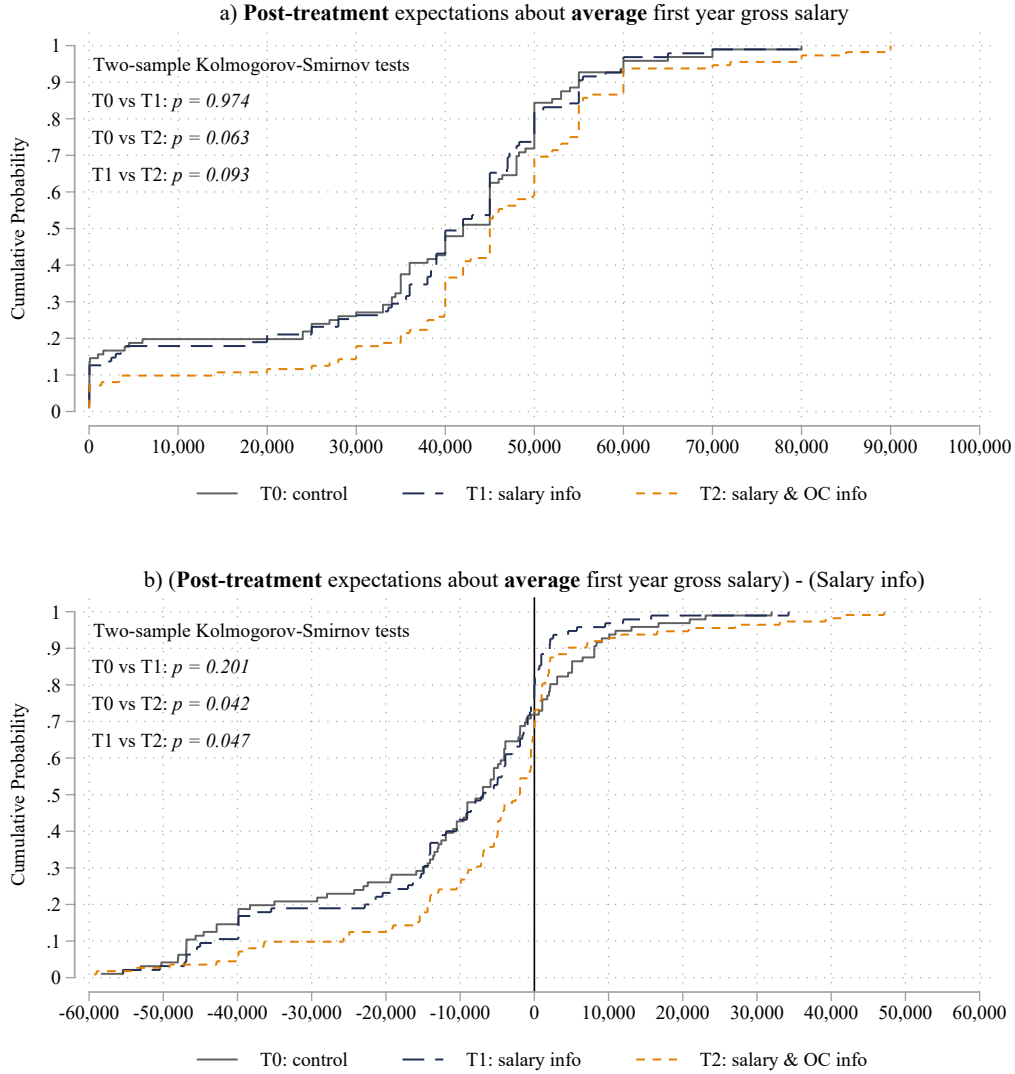 a) Post-treatment expectations about average first year gross salary
Cumulative Probability
1
.9
.8
.7
.6
.5
.4
.3
.2
.1
0
Two-sample Kolmogorov-Smirnov tests
T0 vs T1: p = 0.974
T0 vs T2: p = 0.063
T1 vs T2: p = 0.093
0 10,000 20,000 30,000 40,000 50,000 60,000 70,000 80,000 90,000 100,000
T0: control T1: salary info T2: salary & OC info
b) (Post-treatment expectations about average first year gross salary) - (Salary info)
Cumulative Probability
1
.9
.8
.7
.6
.5
.4
.3
.2
.1
0
Two-sample Kolmogorov-Smirnov tests
T0 vs T1: p = 0.201
T0 vs T2: p = 0.042
T1 vs T2: p = 0.047
-60,000 -50,000 -40,000 -30,000 -20,000 -10,000 0 10,000 20,000 30,000 40,000 50,000 60,000
T0: control T1: salary info T2: salary & OC info